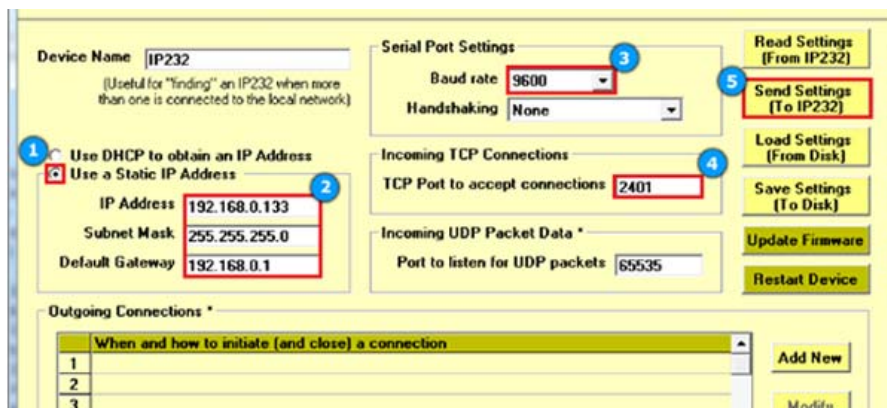 Device Name IP232
(Useful for "finding" an IP232 when more
than one is connected to the local network)
1
Use DHCP to obtain an IP Address
Use a Static IP Address
2
IP Address 192.168.0.133
Subnet Mask 255.255.255.0
Default Gateway 192.168.0.1
Serial Port Settings
3
Baud rate 9600
Handshaking None
Incoming TCP Connections
4
TCP Port to accept connections 2401
Incoming UDP Packet Data *
Port to listen for UDP packets 65535
Read Settings
(From IP232)
5
Send Settings
(To IP232)
Load Settings
(From Disk)
Save Settings
(To Disk)
Update Firmware
Restart Device
Outgoing Connections *
When and how to initiate (and close) a connection
1
2
3
Add New
Modify